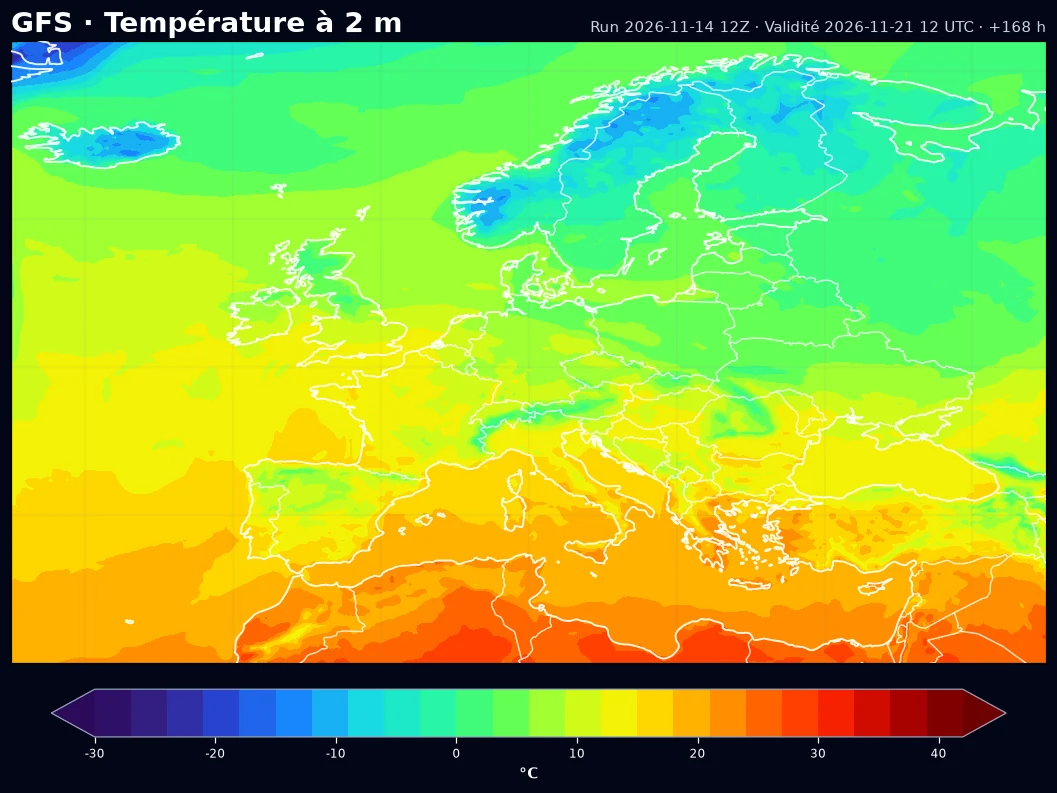 GFS · Température à 2 m
Run 2026-11-14 12Z · Validité 2026-11-21 12 UTC · +168 h
-30 -20 -10 0 10 20 30 40
°C